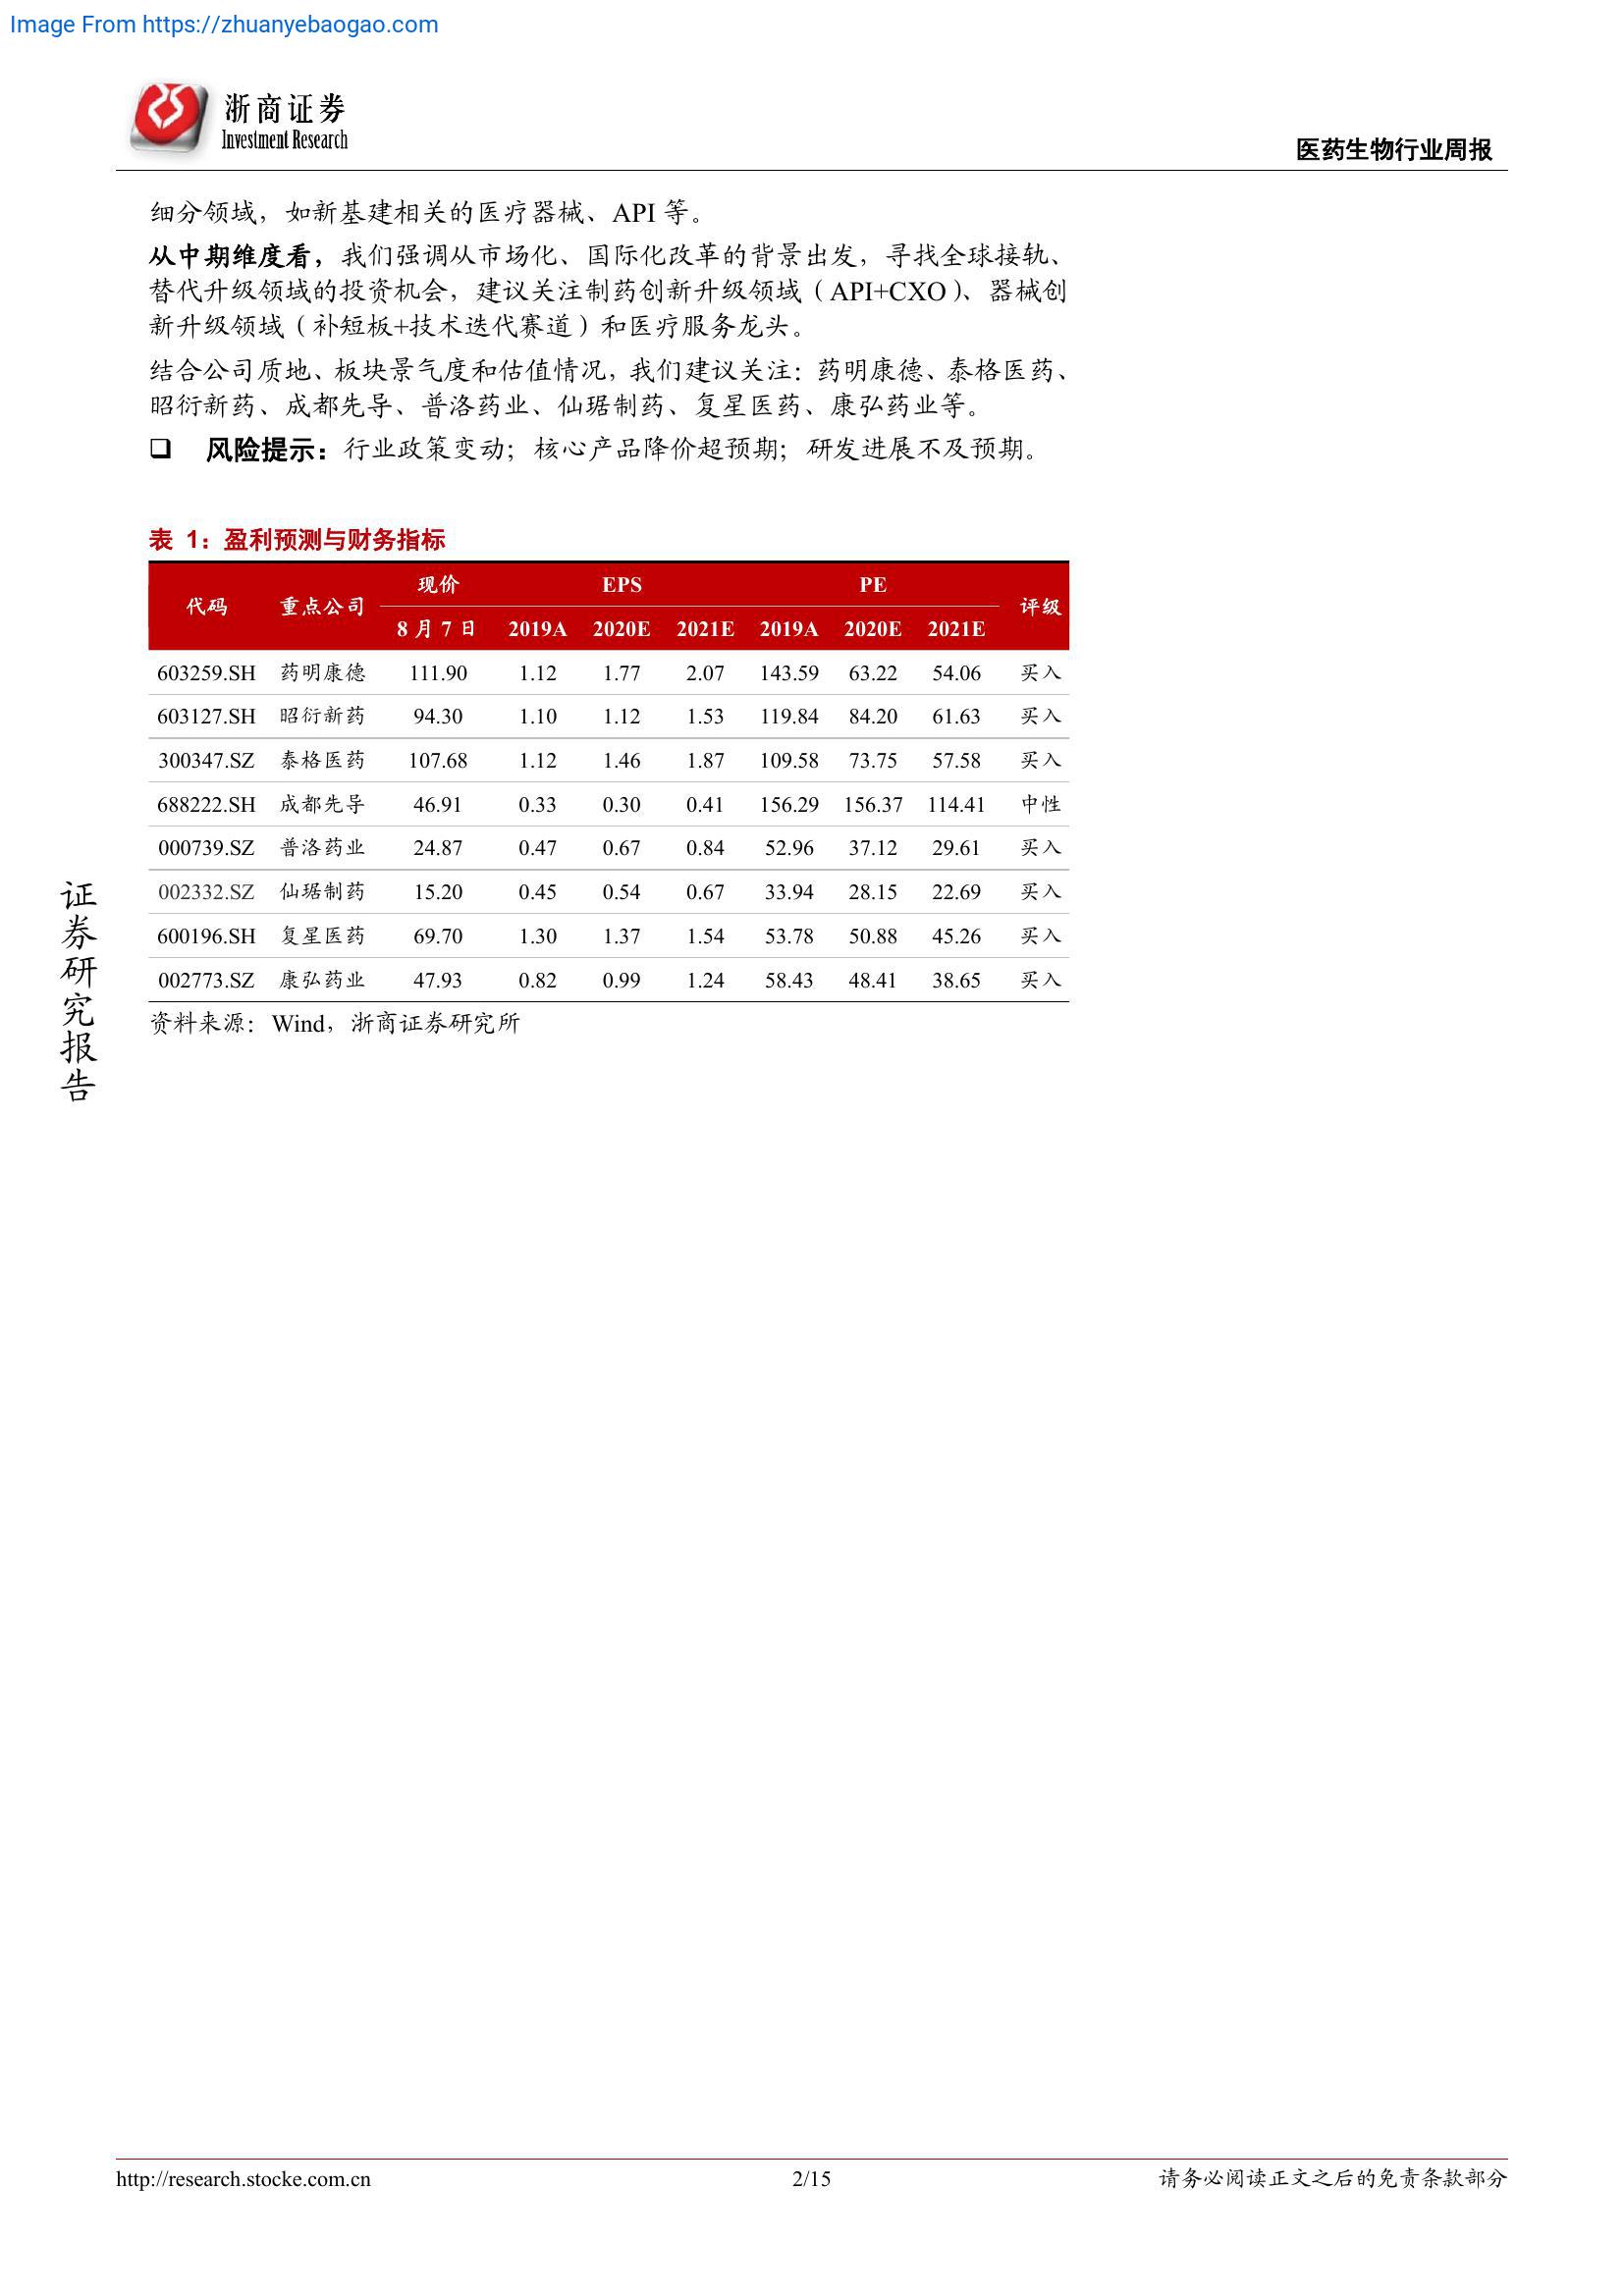 Image From https://zhuanyebaogao.com
浙商证券
Investment Research
医药生物行业周报
细分领域，如新基建相关的医疗器械、API 等。
从中期维度看，我们强调从市场化、国际化改革的背景出发，寻找全球接轨、
替代升级领域的投资机会，建议关注制药创新升级领域（API+CXO）、器械创
新升级领域（补短板+技术迭代赛道）和医疗服务龙头。
结合公司质地、板块景气度和估值情况，我们建议关注：药明康德、泰格医药、
昭衍新药、成都先导、普洛药业、仙琚制药、复星医药、康弘药业等。
❑ 风险提示：行业政策变动；核心产品降价超预期；研发进展不及预期。
表 1：盈利预测与财务指标
代码 重点公司 现价 EPS PE 评级
8 月 7 日 2019A 2020E 2021E 2019A 2020E 2021E
603259.SH 药明康德 111.90 1.12 1.77 2.07 143.59 63.22 54.06 买入
603127.SH 昭衍新药 94.30 1.10 1.12 1.53 119.84 84.20 61.63 买入
300347.SZ 泰格医药 107.68 1.12 1.46 1.87 109.58 73.75 57.58 买入
688222.SH 成都先导 46.91 0.33 0.30 0.41 156.29 156.37 114.41 中性
000739.SZ 普洛药业 24.87 0.47 0.67 0.84 52.96 37.12 29.61 买入
002332.SZ 仙琚制药 15.20 0.45 0.54 0.67 33.94 28.15 22.69 买入
600196.SH 复星医药 69.70 1.30 1.37 1.54 53.78 50.88 45.26 买入
002773.SZ 康弘药业 47.93 0.82 0.99 1.24 58.43 48.41 38.65 买入
资料来源：Wind，浙商证券研究所
证券研究报告
http://research.stocke.com.cn
2/15
请务必阅读正文之后的免责条款部分